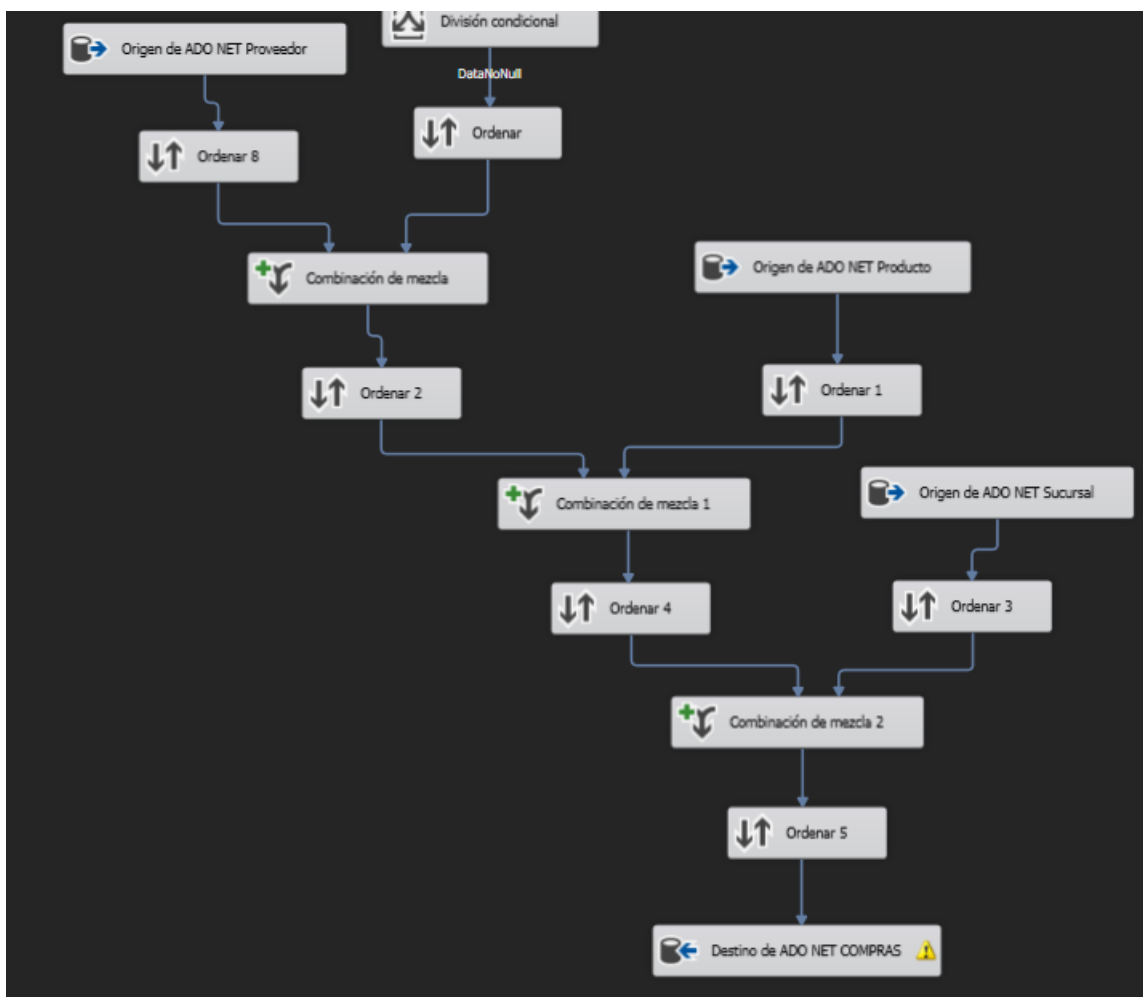 División condicional
Origen de ADO NET Proveedor
DataNoNull
Ordenar
Ordenar 8
Combinación de mezcla
Origen de ADO NET Producto
Ordenar 2
Ordenar 1
Combinación de mezcla 1
Origen de ADO NET Sucursal
Ordenar 4
Ordenar 3
Combinación de mezcla 2
Ordenar 5
Destino de ADO NET COMPRAS